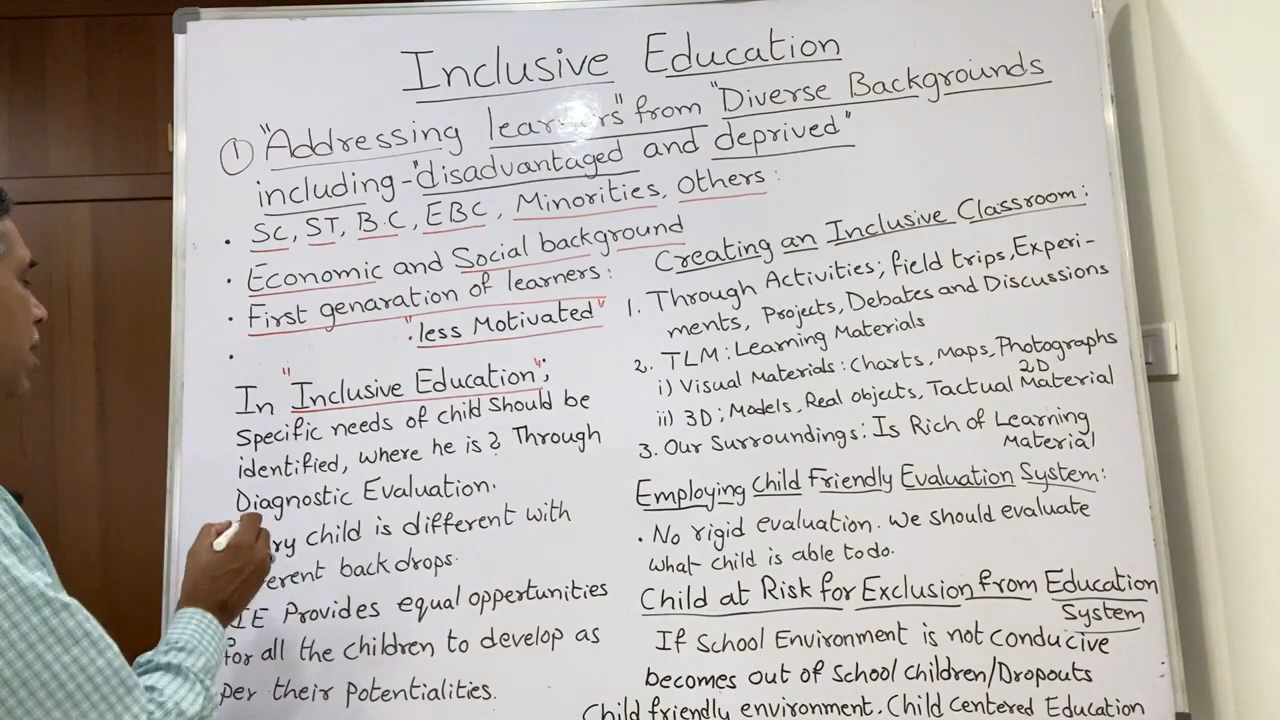 Inclusive Education
① "Addressing learners" from "Diverse Backgrounds
including - "disadvantaged and deprived"
• SC, ST, B.C, EBC, Minorities, Others:
• Economic and Social background
• First genaration of learners:
"less Motivated"
•
In "Inclusive Education";
Specific needs of child should be
identified, where he is? Through
Diagnostic Evaluation.
child is different with
back drops.
IE Provides equal opportunities
for all the children to develop as
per their potentialities.
Creating an Inclusive Classroom:
1. Through Activities; field trips, Experi-
ments, Projects, Debates and Discussions
2. TLM: Learning Materials
i) Visual Materials: Charts, Maps, Photographs
2D
ii) 3D; Models, Real objects, Tactual Material
3. Our Surroundings: Is Rich of Learning
Material
Employing Child Friendly Evaluation System:
• No rigid evaluation. We should evaluate
what child is able to do.
Child at Risk for Exclusion from Education
System
If School Environment is not conducive
becomes out of School children/Dropouts
Child friendly environment. Child Centered Education